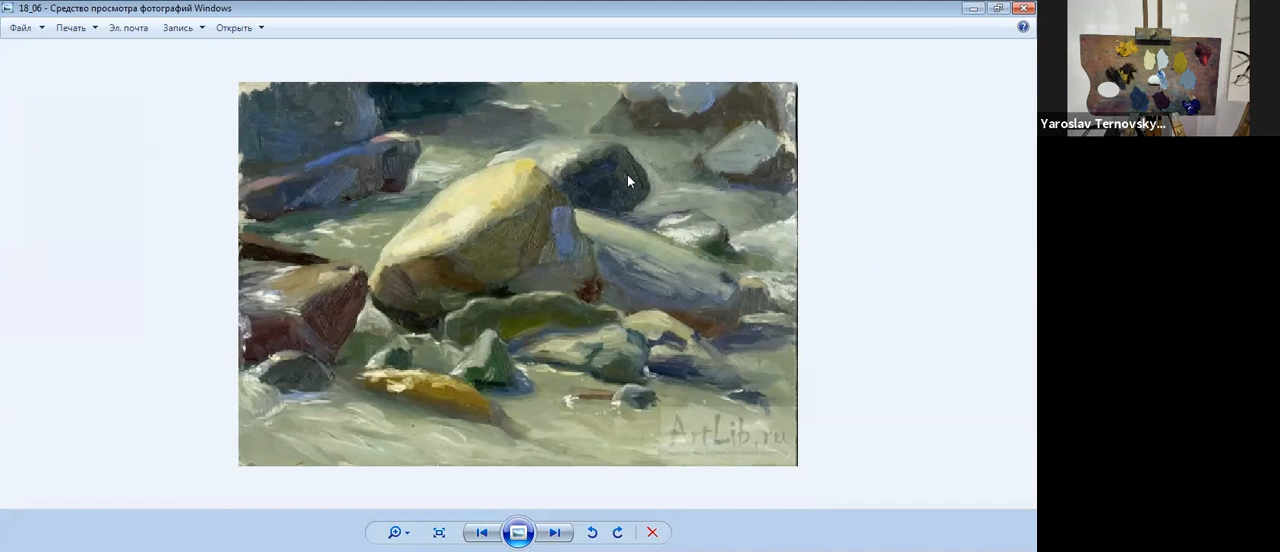 18_06 - Средство просмотра фотографий Windows
Файл Печать Эл. почта Запись Открыть
Yaroslav Ternovsky...
ArtLib.ru